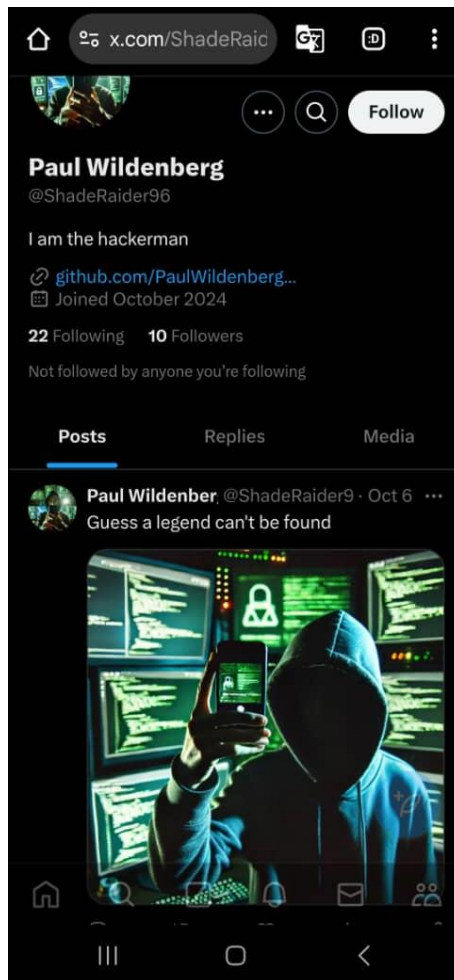 x.com/ShadeRaid
Follow
Paul Wildenberg
@ShadeRaider96
I am the hackerman
github.com/PaulWildenberg...
Joined October 2024
22 Following 10 Followers
Not followed by anyone you're following
Posts Replies Media
Paul Wildenber @ShadeRaider9 · Oct 6
Guess a legend can't be found